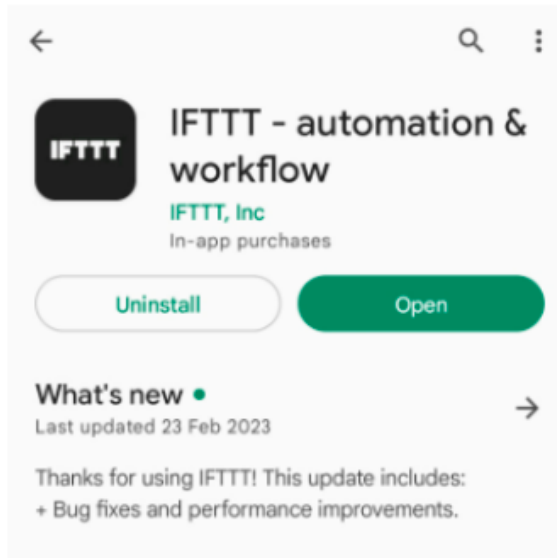 IFTTT
IFTTT - automation &
workflow
IFTTT, Inc
In-app purchases
Uninstall
Open
What's new
Last updated 23 Feb 2023
Thanks for using IFTTT! This update includes:
+ Bug fixes and performance improvements.